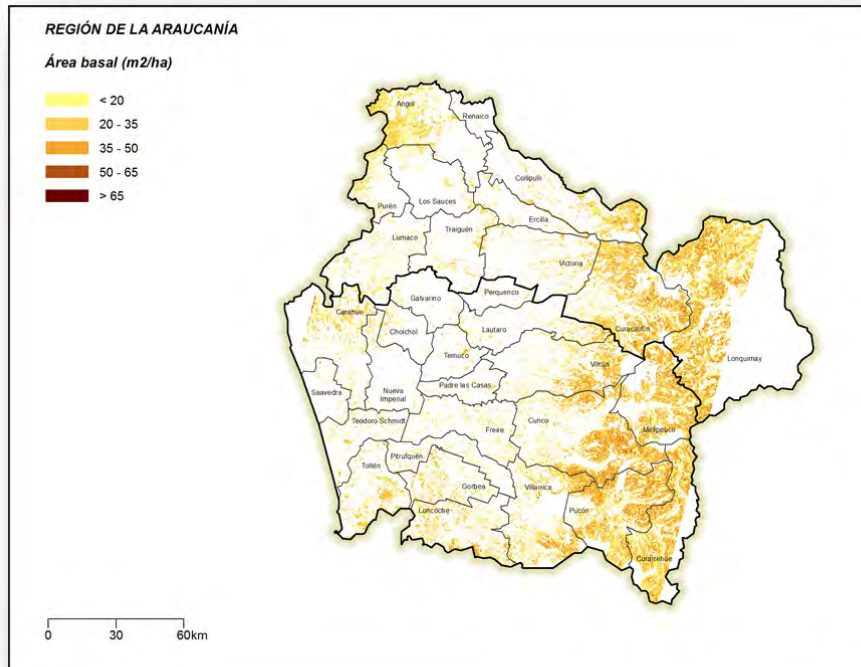 REGIÓN DE LA ARAUCANÍA
Área basal (m2/ha)
< 20
20 - 35
35 - 50
50 - 65
> 65
Angol
Renaico
Collipulli
Los Sauces
Purén
Ercilla
Traiguén
Lumaco
Victoria
Galvarino
Perquenco
Carahue
Cholchol
Lautaro
Curacautín
Temuco
Vilcún
Lonquimay
Padre las Casas
Saavedra
Nueva
Imperial
Teodoro Schmidt
Cunco
Freire
Melipeuco
Pitrufquén
Toltén
Gorbea
Villarrica
Loncoche
Pucón
Curarrehue
0 30 60km